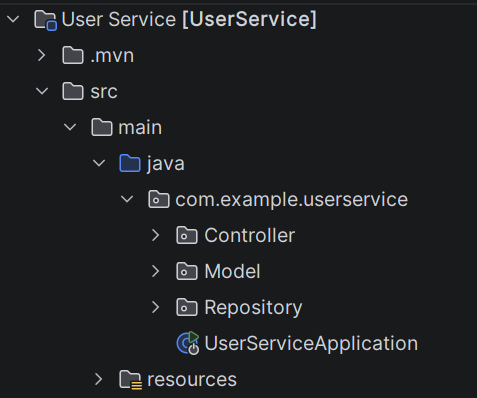 User Service [UserService]
.mvn
src
main
java
com.example.userservice
Controller
Model
Repository
UserServiceApplication
resources